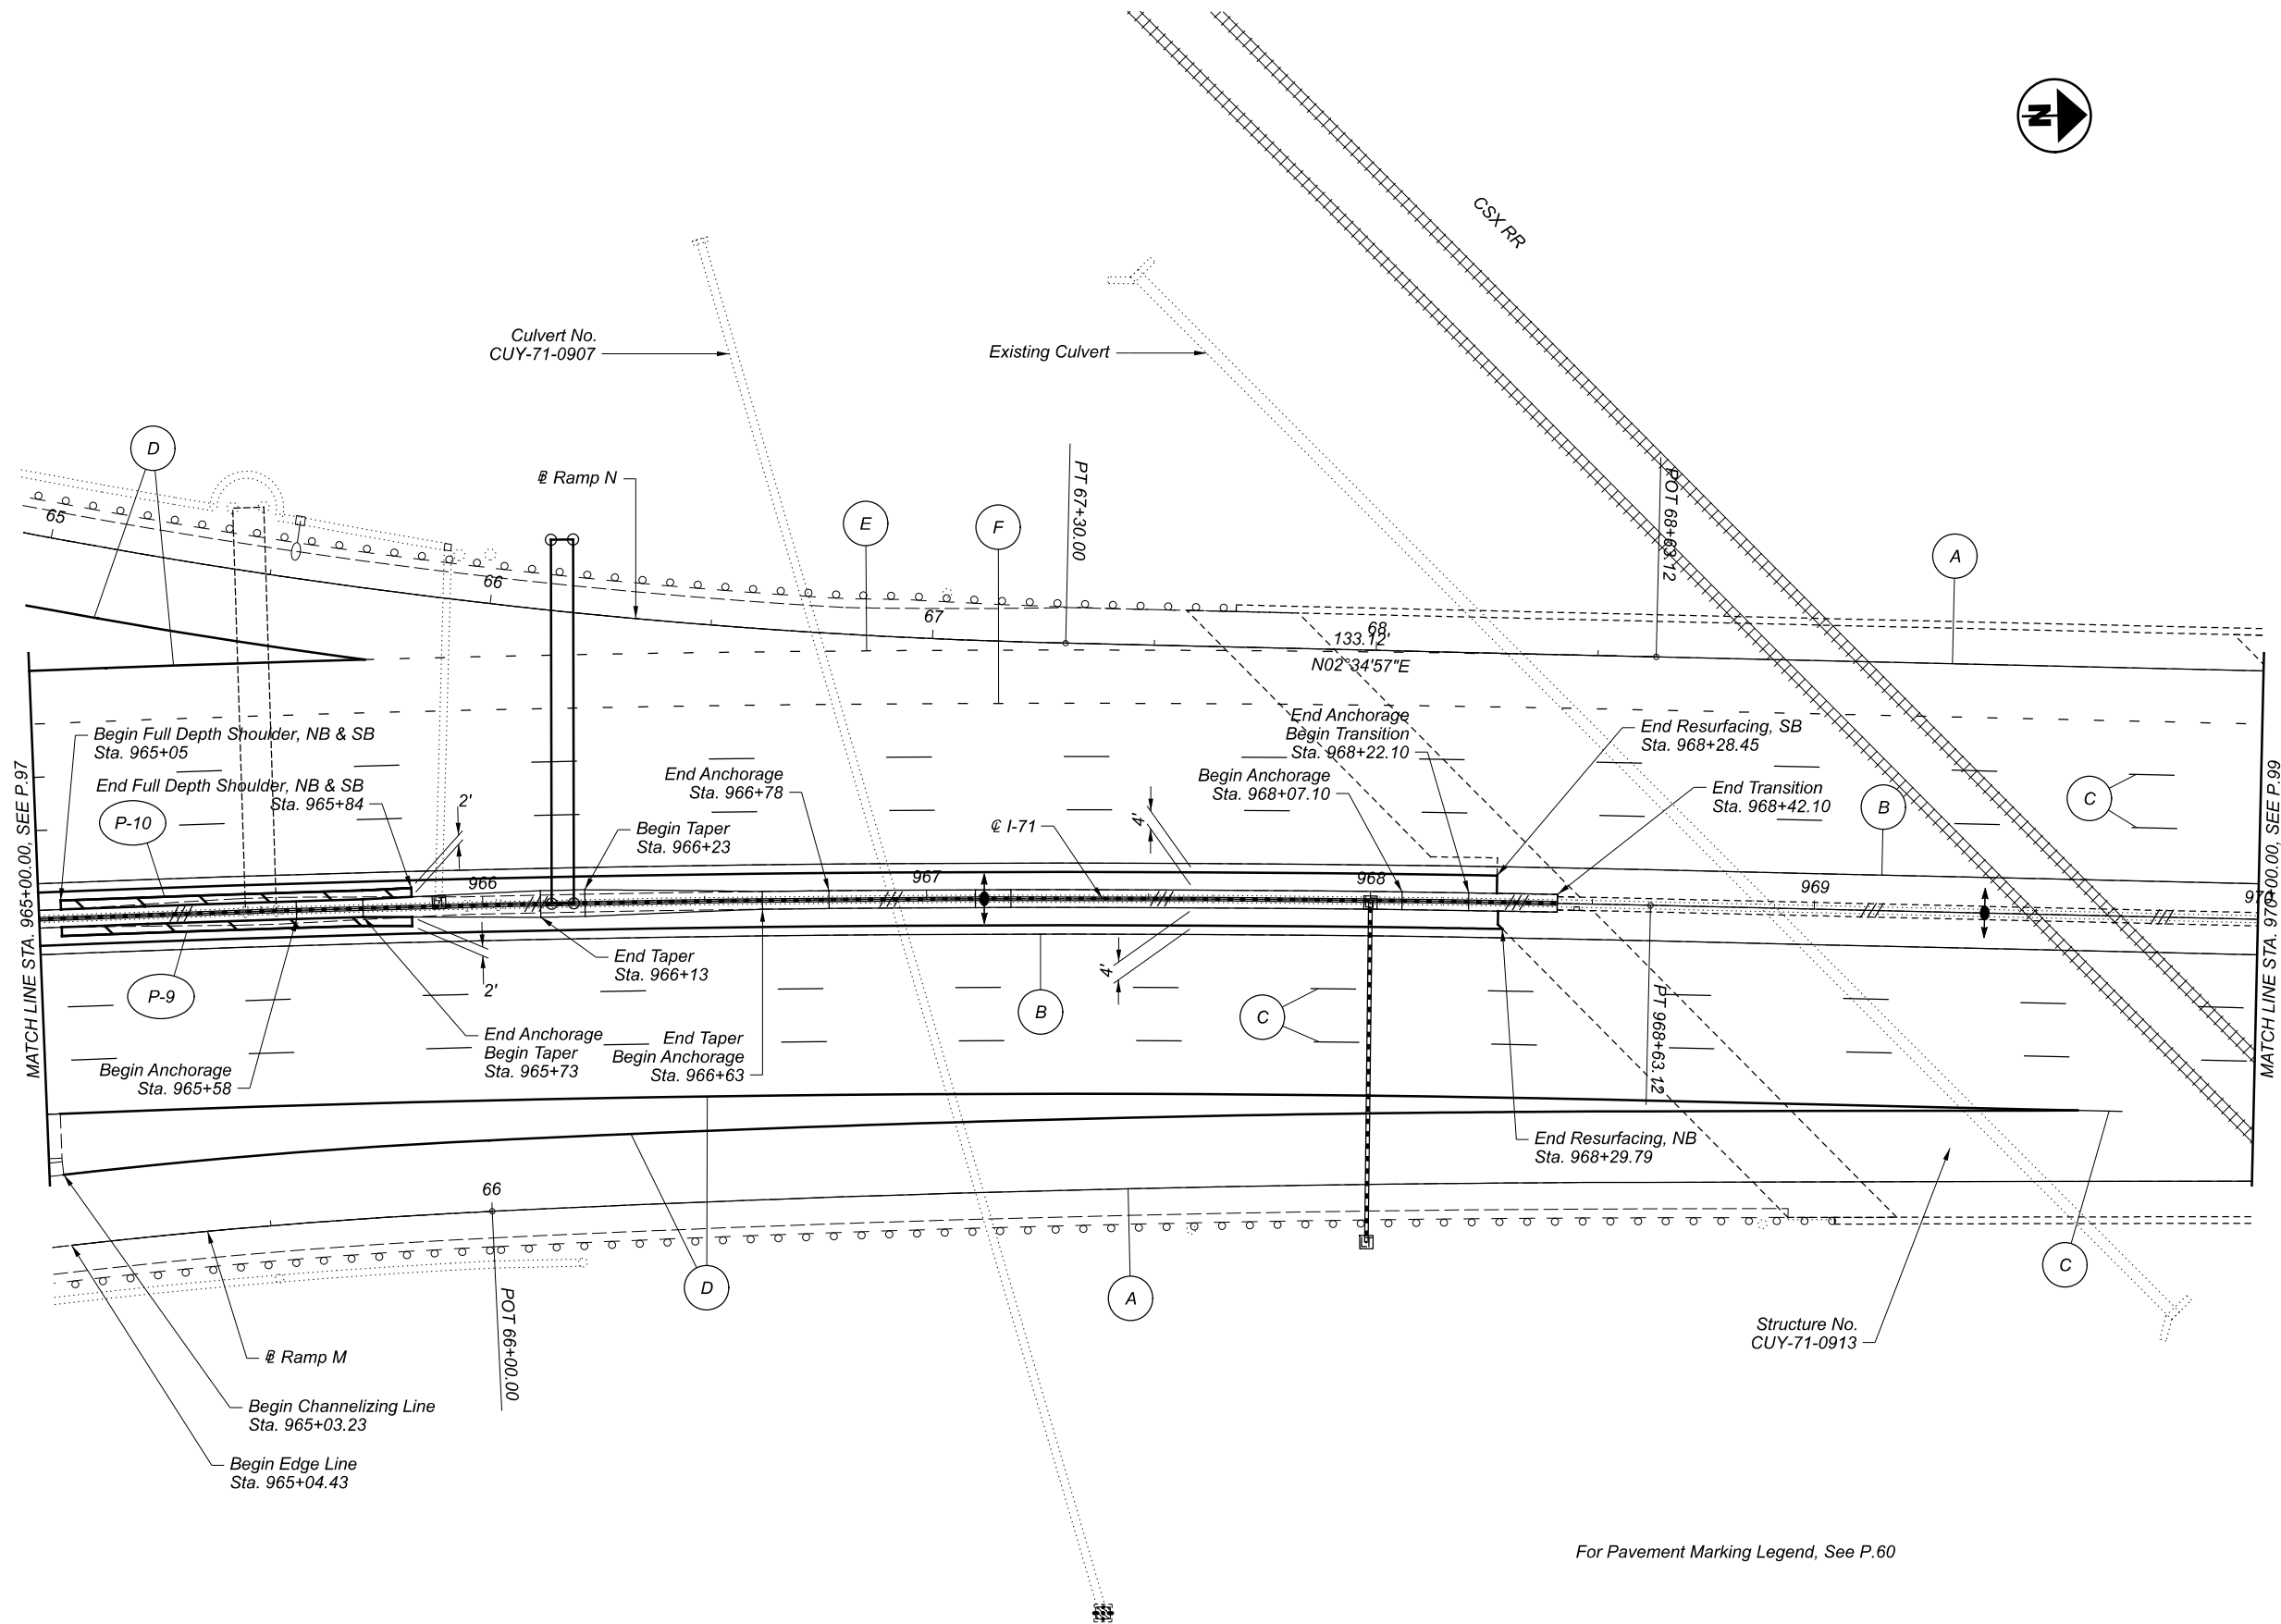 N
CSX RR
Culvert No.
CUY-71-0907
Existing Culvert
D
℄ Ramp N
E
F
PT 67+30.00
POT 68+63.12
A
65
66
67
68
133.12'
N02°34'57"E
Begin Full Depth Shoulder, NB & SB
Sta. 965+05
End Full Depth Shoulder, NB & SB
Sta. 965+84
P-10
2'
End Anchorage
Sta. 966+78
Begin Taper
Sta. 966+23
℄ I-71
4'
End Anchorage
Begin Transition
Sta. 968+22.10
Begin Anchorage
Sta. 968+07.10
End Resurfacing, SB
Sta. 968+28.45
End Transition
Sta. 968+42.10
B
C
MATCH LINE STA. 965+00.00, SEE P.97
MATCH LINE STA. 970+00.00, SEE P.99
966
967
968
969
970
P-9
2'
End Taper
Sta. 966+13
4'
B
C
PT 968+63.12
Begin Anchorage
Sta. 965+58
End Anchorage
Begin Taper
Sta. 965+73
End Taper
Begin Anchorage
Sta. 966+63
End Resurfacing, NB
Sta. 968+29.79
66
POT 66+00.00
D
A
C
Structure No.
CUY-71-0913
℄ Ramp M
Begin Channelizing Line
Sta. 965+03.23
Begin Edge Line
Sta. 965+04.43
For Pavement Marking Legend, See P.60